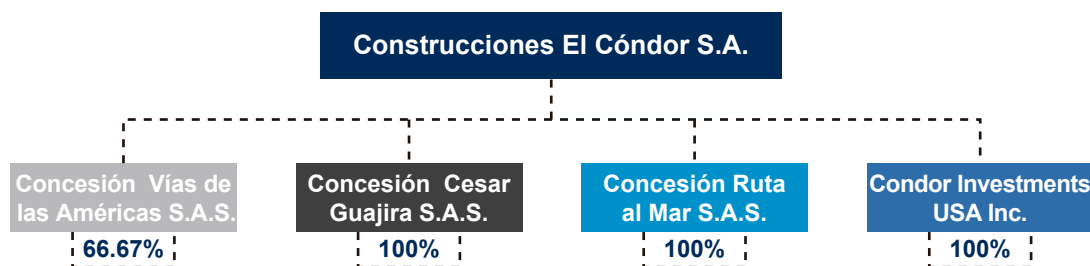 Construcciones El Cóndor S.A.
Concesión Vías de
las Américas S.A.S.
66.67%
Concesión Cesar
Guajira S.A.S.
100%
Concesión Ruta
al Mar S.A.S.
100%
Condor Investments
USA Inc.
100%